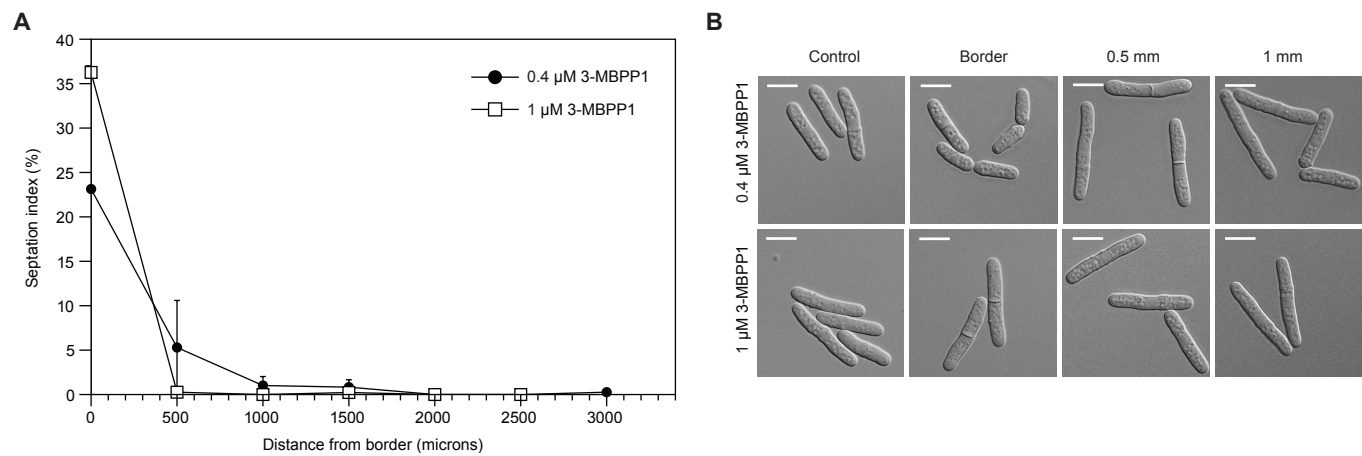 A
40
35
30
25
20
15
10
5
0
Septation index (%)
0.4 µM 3-MBPP1
1 µM 3-MBPP1
0 500 1000 1500 2000 2500 3000
Distance from border (microns)
B
Control Border 0.5 mm 1 mm
0.4 µM 3-MBPP1
1 µM 3-MBPP1